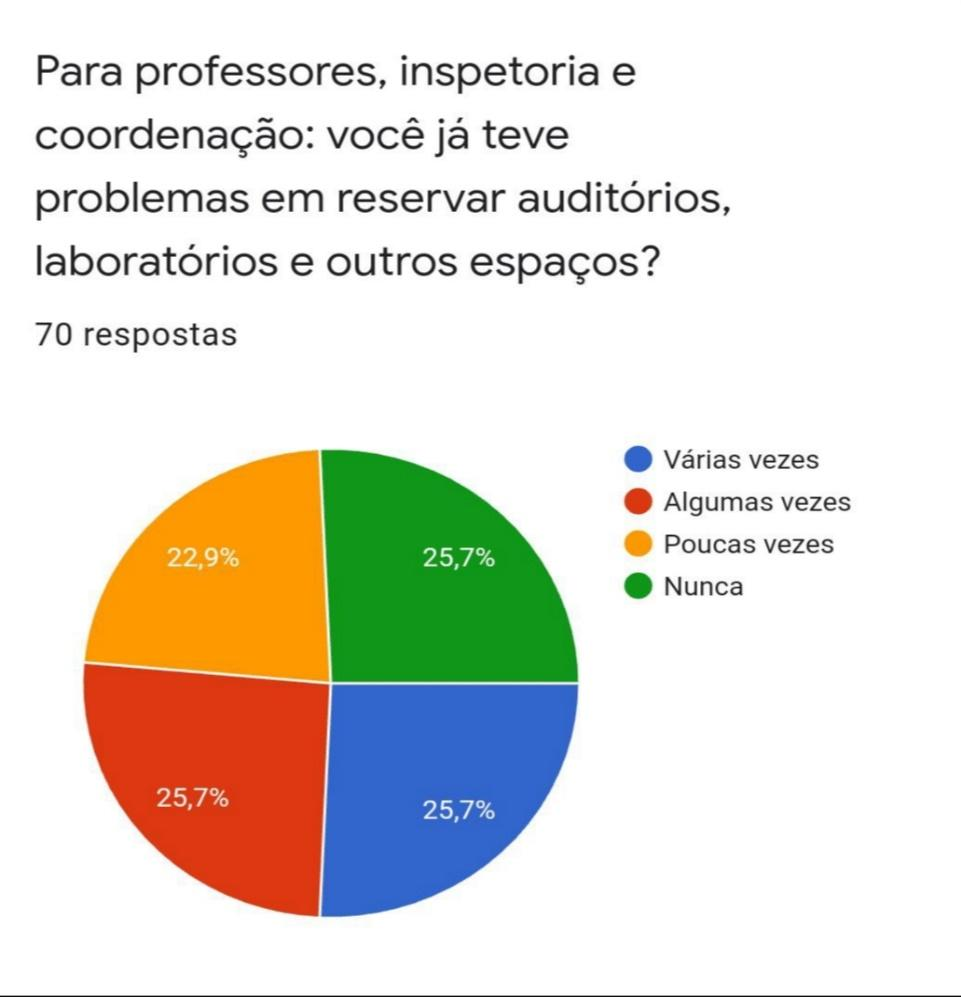 Para professores, inspetoria e
coordenação: você já teve
problemas em reservar auditórios,
laboratórios e outros espaços?
70 respostas
Várias vezes
Algumas vezes
Poucas vezes
Nunca
22,9%
25,7%
25,7%
25,7%